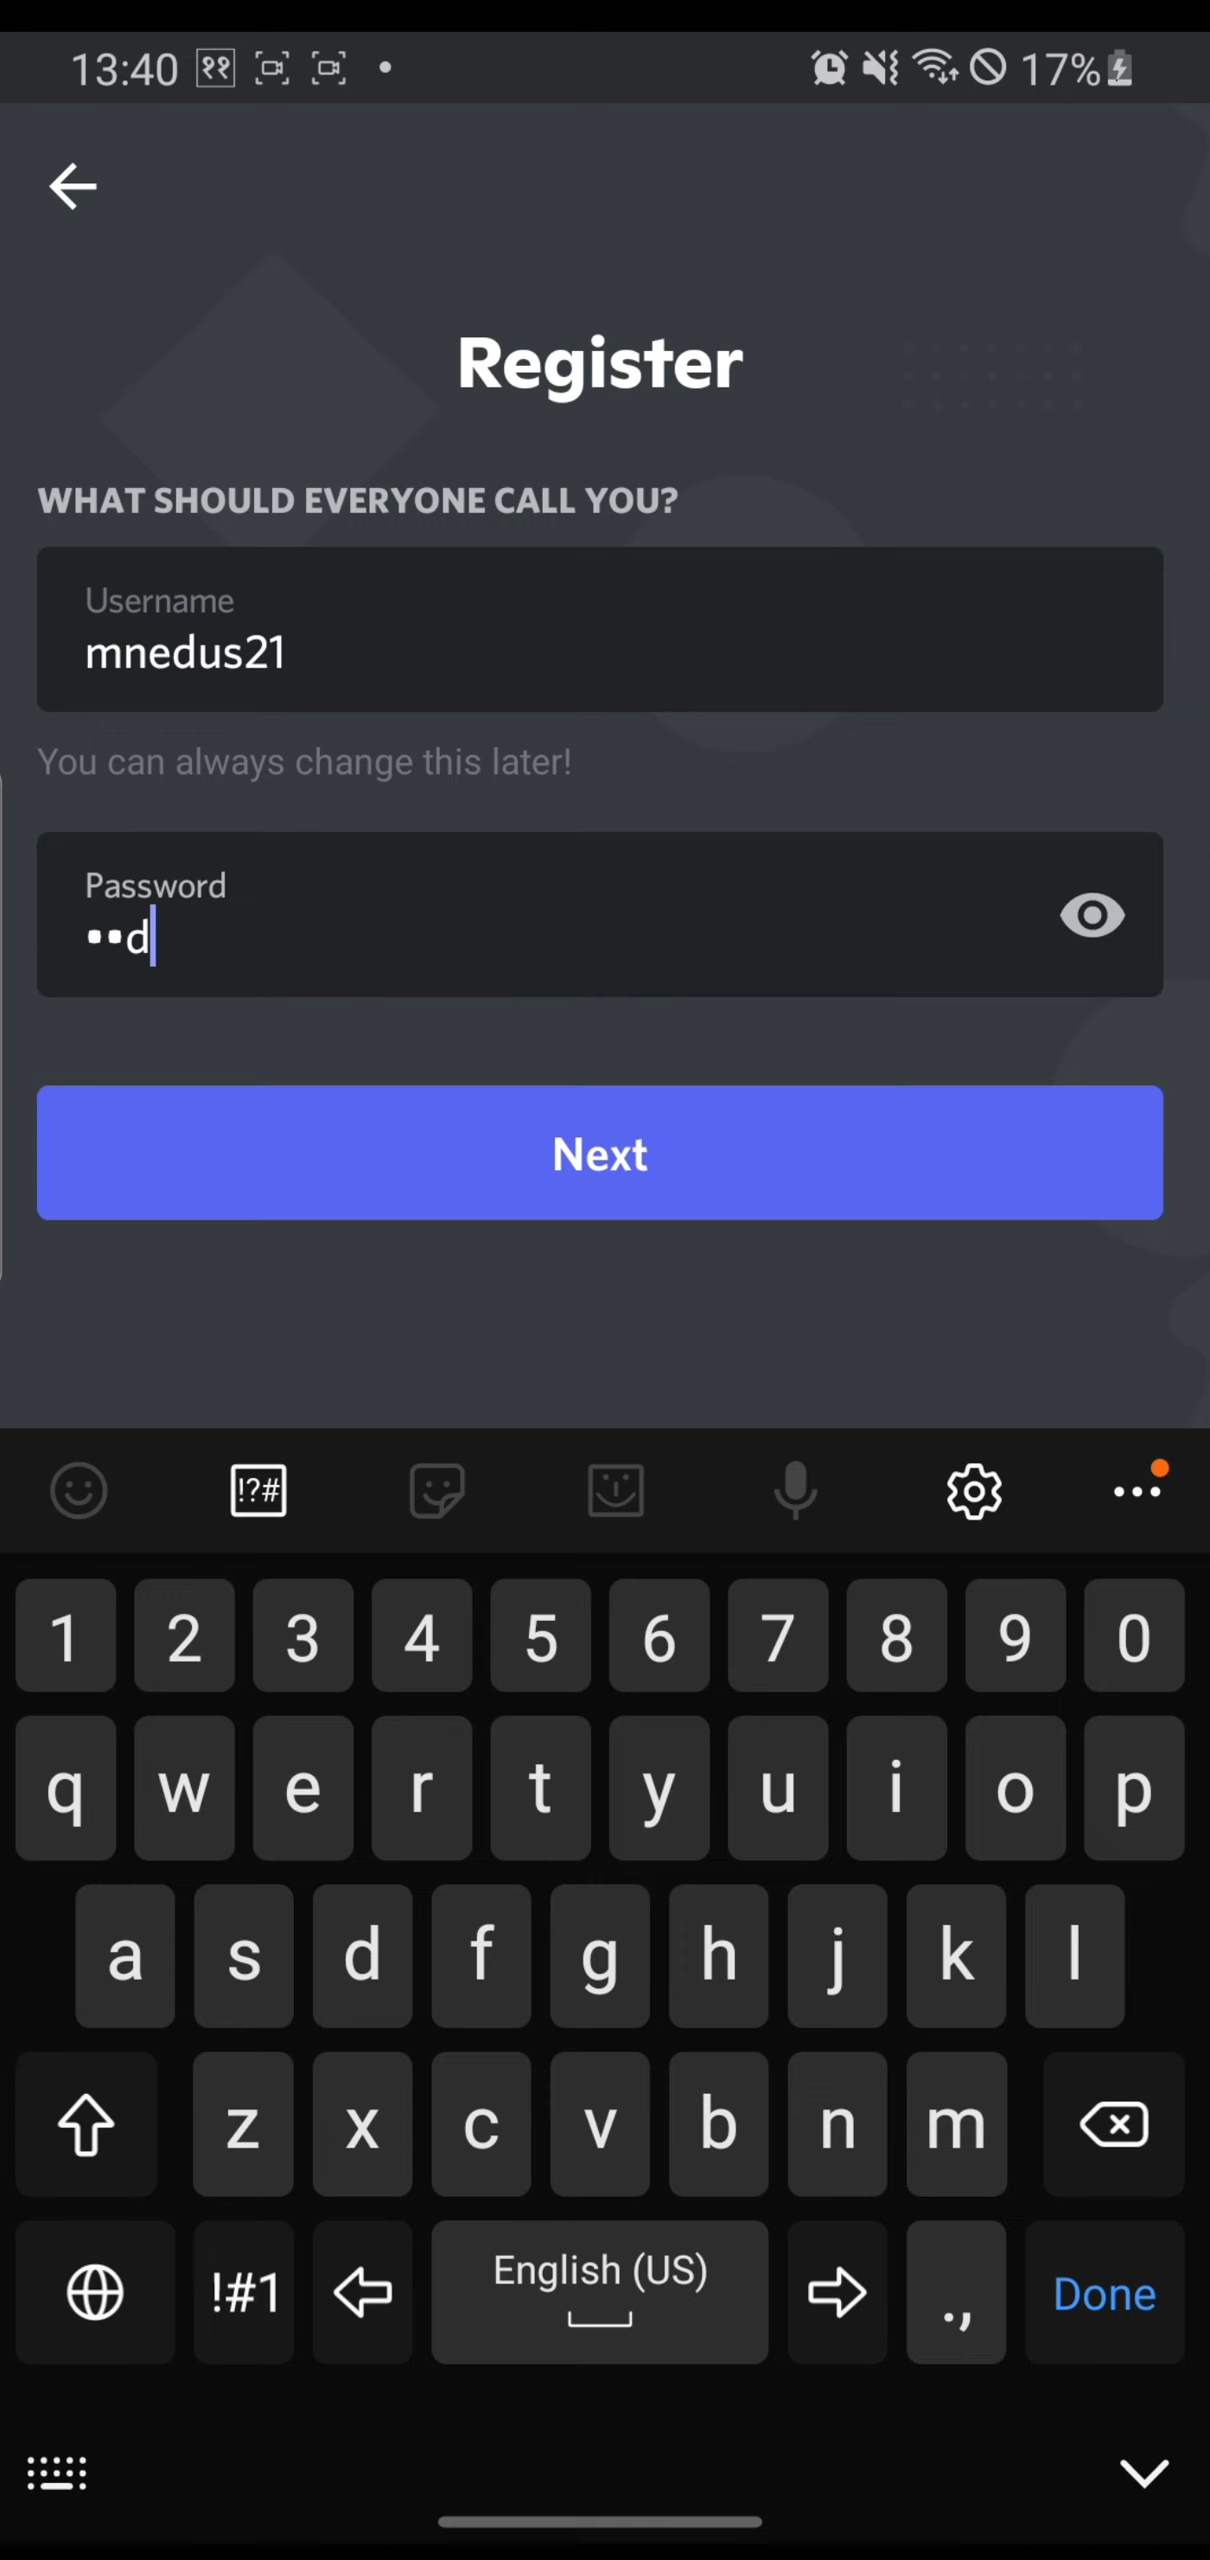 13:40 ११ 17%
Register
WHAT SHOULD EVERYONE CALL YOU?
Username
mnedus21
You can always change this later!
Password
••d
Next
!?#
1 2 3 4 5 6 7 8 9 0
q w e r t y u i o p
a s d f g h j k l
z x c v b n m
!#1 English (US) ., Done